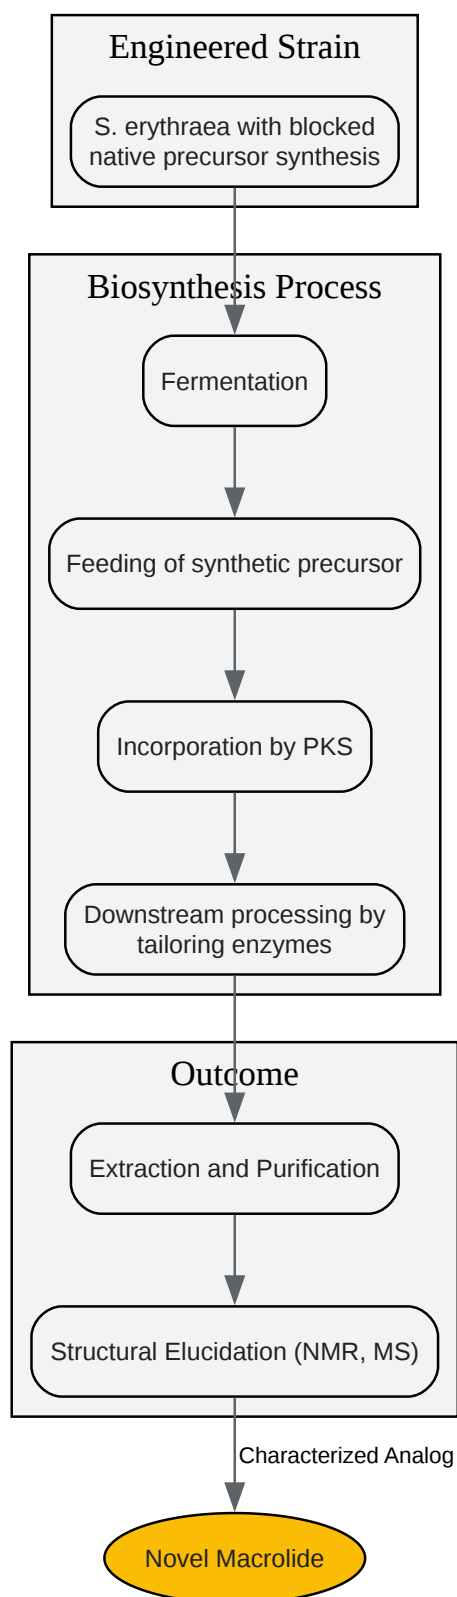 Engineered Strain
S. erythraea with blocked
native precursor synthesis
Biosynthesis Process
Fermentation
Feeding of synthetic precursor
Incorporation by PKS
Downstream processing by
tailoring enzymes
Outcome
Extraction and Purification
Structural Elucidation (NMR, MS)
Characterized Analog
Novel Macrolide